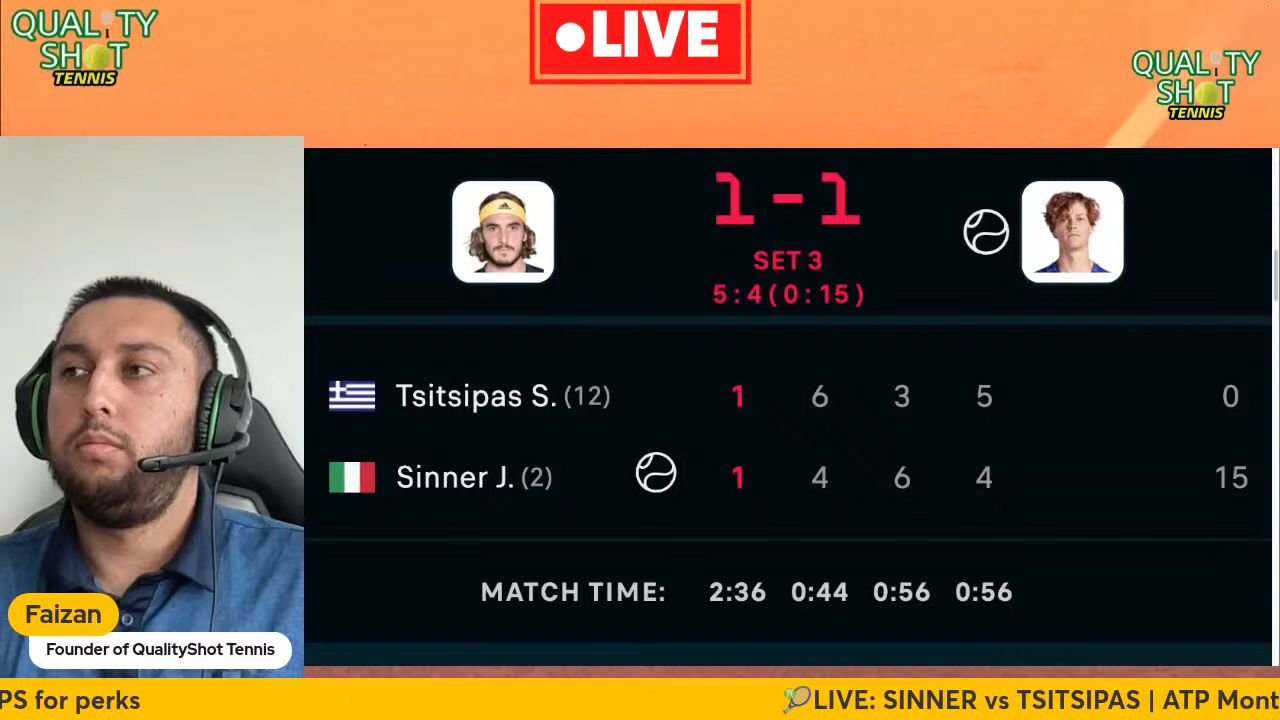 QUALITY
SHOT
TENNIS
LIVE
QUALITY
SHOT
TENNIS
1 - 1
SET 3
5 : 4 ( 0 : 15 )
Tsitsipas S. (12) 1 6 3 5 0
Sinner J. (2) 1 4 6 4 15
MATCH TIME: 2:36 0:44 0:56 0:56
Faizan
Founder of QualityShot Tennis
PS for perks
LIVE: SINNER vs TSITSIPAS | ATP Mont